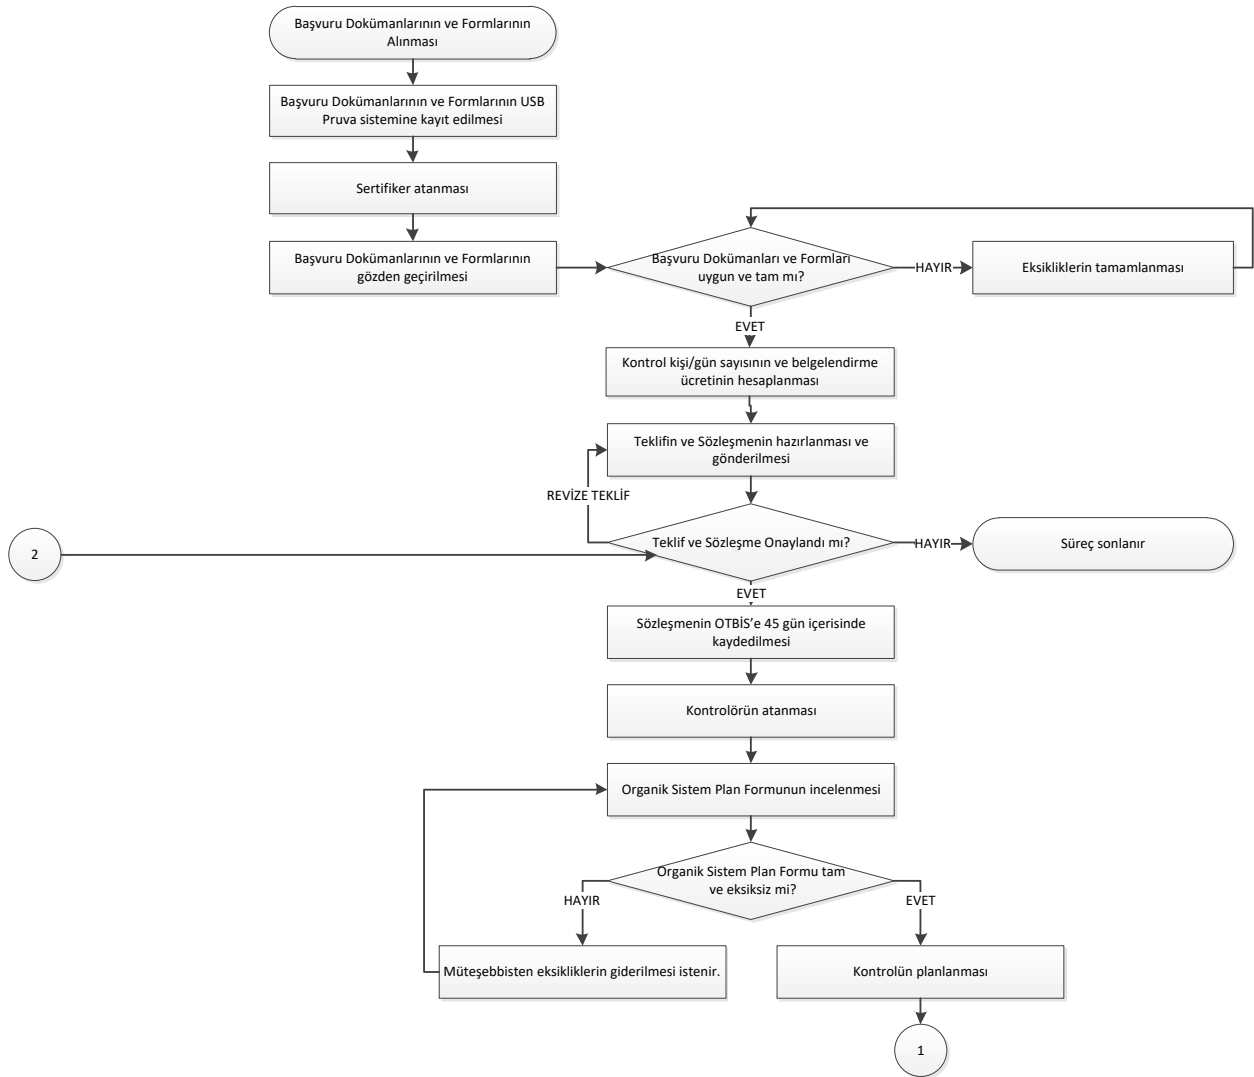 Başvuru Dokümanlarının ve Formlarının
Alınması
Başvuru Dokümanlarının ve Formlarının USB
Pruva sistemine kayıt edilmesi
Sertifiker atanması
Başvuru Dokümanlarının ve Formlarının
gözden geçirilmesi
Başvuru Dokümanları ve Formları
uygun ve tam mı?
HAYIR
Eksikliklerin tamamlanması
EVET
Kontrol kişi/gün sayısının ve belgelendirme
ücretinin hesaplanması
Teklifin ve Sözleşmenin hazırlanması ve
gönderilmesi
REVİZE TEKLİF
2
Teklif ve Sözleşme Onaylandı mı?
HAYIR
Süreç sonlanır
EVET
Sözleşmenin OTBİS’e 45 gün içerisinde
kaydedilmesi
Kontrolörün atanması
Organik Sistem Plan Formunun incelenmesi
Organik Sistem Plan Formu tam
ve eksiksiz mi?
HAYIR
EVET
Müteşebbisten eksikliklerin giderilmesi istenir.
Kontrolün planlanması
1